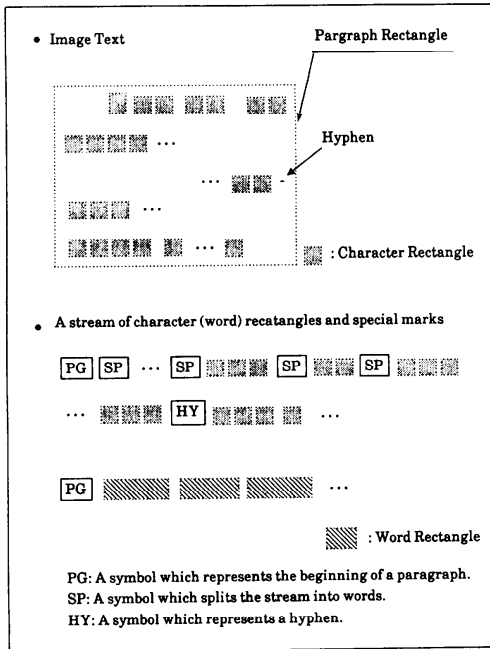 • Image Text
Pargraph Rectangle
...
Hyphen
... -
...
...
: Character Rectangle
• A stream of character (word) recatangles and special marks
PG SP ... SP SP SP
... HY ...
PG ...
: Word Rectangle
PG: A symbol which represents the beginning of a paragraph.
SP: A symbol which splits the stream into words.
HY: A symbol which represents a hyphen.